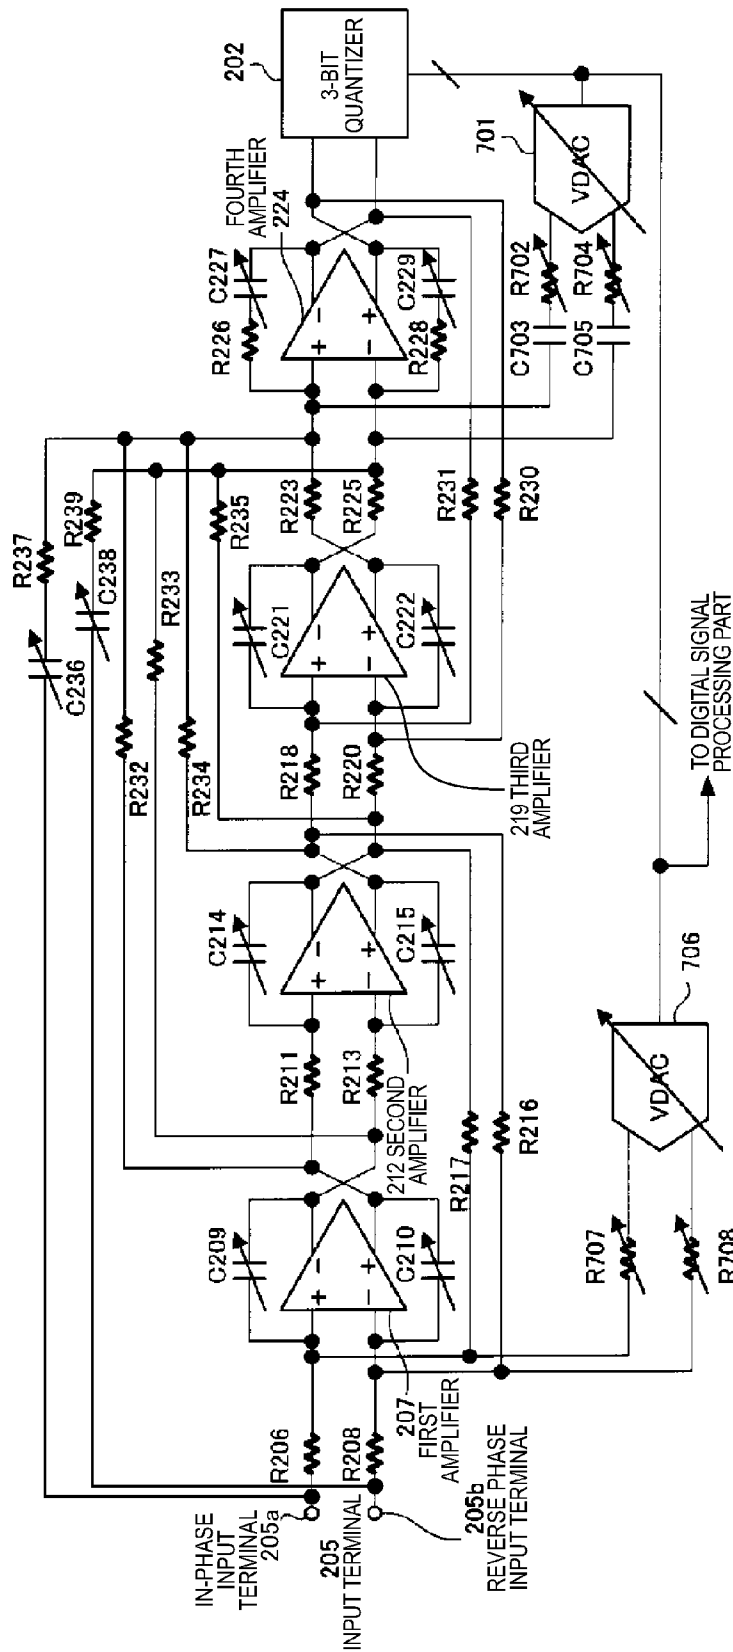 IN-PHASE
INPUT
TERMINAL
205a
205
INPUT TERMINAL
205b
REVERSE PHASE
INPUT TERMINAL
R206
R208
207
FIRST
AMPLIFIER
C209
C210
+
−
−
+
R211
R213
212 SECOND
AMPLIFIER
C214
C215
+
−
−
+
R217
R216
R218
R220
219 THIRD
AMPLIFIER
C221
C222
+
−
−
+
R223
R225
FOURTH
AMPLIFIER
224
R226
C227
R228
C229
+
−
−
+
R231
R230
R232
R233
R234
R235
C236
R237
C238
R239
202
3-BIT
QUANTIZER
701
VDAC
R702
C703
R704
C705
706
VDAC
R707
R708
TO DIGITAL SIGNAL
PROCESSING PART